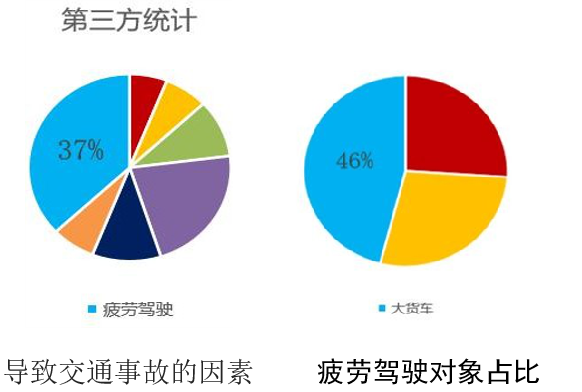 第三方统计
37%
46%
疲劳驾驶
大货车
导致交通事故的因素
疲劳驾驶对象占比